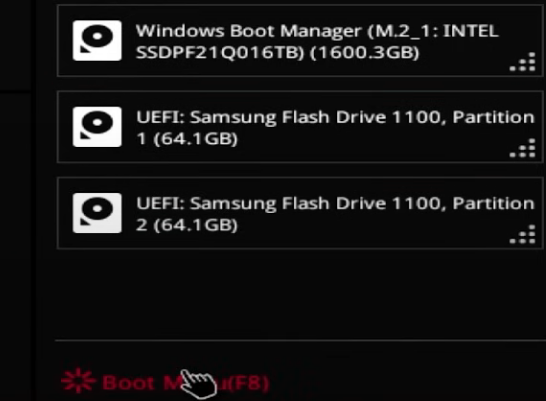 Windows Boot Manager (M.2_1: INTEL
SSDPF21Q016TB) (1600.3GB)
UEFI: Samsung Flash Drive 1100, Partition
1 (64.1GB)
UEFI: Samsung Flash Drive 1100, Partition
2 (64.1GB)
Boot Menu(F8)